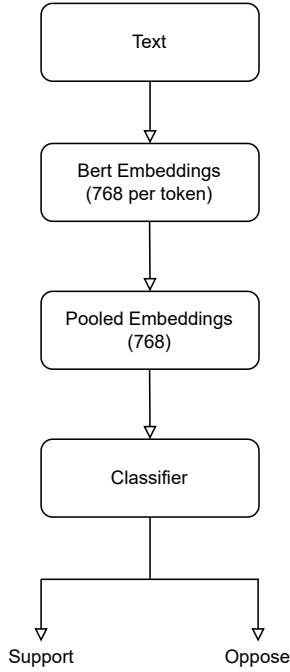 Text
Bert Embeddings
(768 per token)
Pooled Embeddings
(768)
Classifier
Support
Oppose